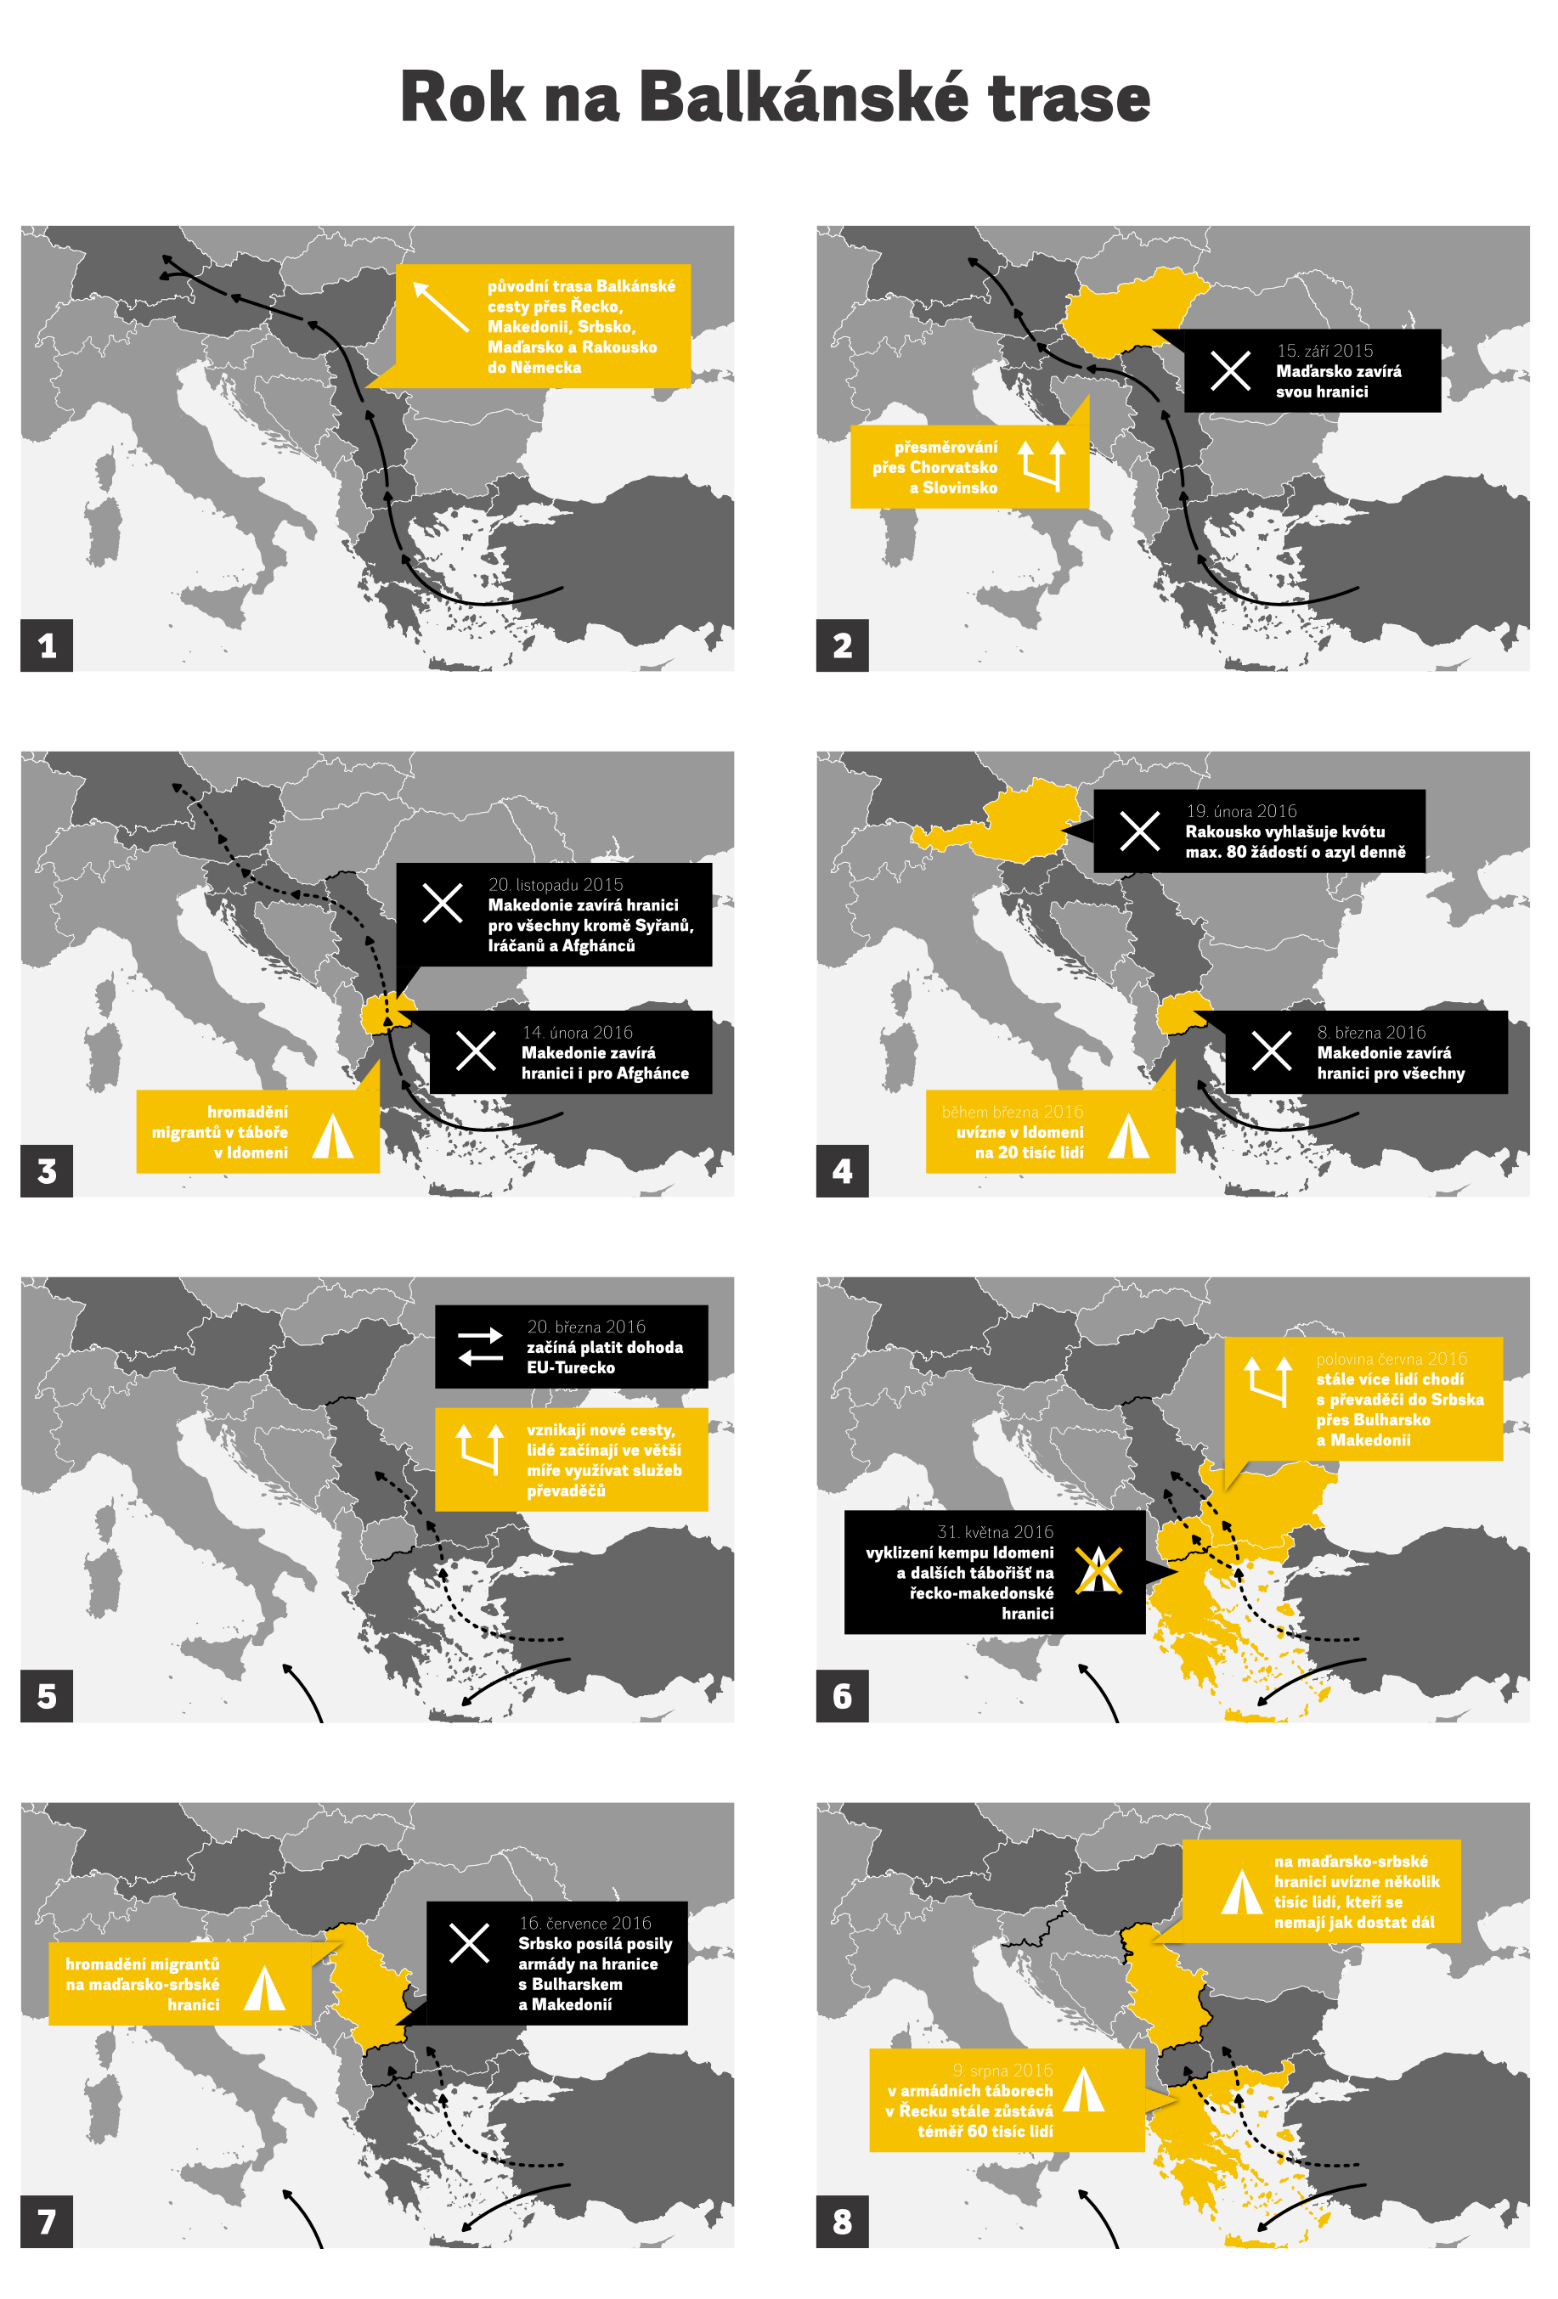 Rok na Balkánské trase
původní trasa Balkánské
cesty přes Řecko,
Makedonii, Srbsko,
Maďarsko a Rakousko
do Německa
1
15. září 2015
Maďarsko zavírá
svou hranici
přesměrování
přes Chorvatsko
a Slovinsko
2
20. listopadu 2015
Makedonie zavírá hranici
pro všechny kromě Syřanů,
Iráčanů a Afghánců
14. února 2016
Makedonie zavírá
hranici i pro Afghánce
hromadění
migrantů v táboře
v Idomeni
3
19. února 2016
Rakousko vyhlašuje kvótu
max. 80 žádostí o azyl denně
8. března 2016
Makedonie zavírá
hranici pro všechny
během března 2016
uvízne v Idomeni
na 20 tisíc lidí
4
20. března 2016
začíná platit dohoda
EU-Turecko
vznikají nové cesty,
lidé začínají ve větší
míře využívat služeb
převaděčů
5
polovina června 2016
stále více lidí chodí
s převaděči do Srbska
přes Bulharsko
a Makedonii
31. května 2016
vyklizení kempu Idomeni
a dalších tábořišť na
řecko-makedonské
hranici
6
16. července 2016
Srbsko posílá posily
armády na hranice
s Bulharskem
a Makedonií
hromadění migrantů
na maďarsko-srbské
hranici
7
na maďarsko-srbské
hranici uvízne několik
tisíc lidí, kteří se
nemají jak dostat dál
9. srpna 2016
v armádních táborech
v Řecku stále zůstává
téměř 60 tisíc lidí
8